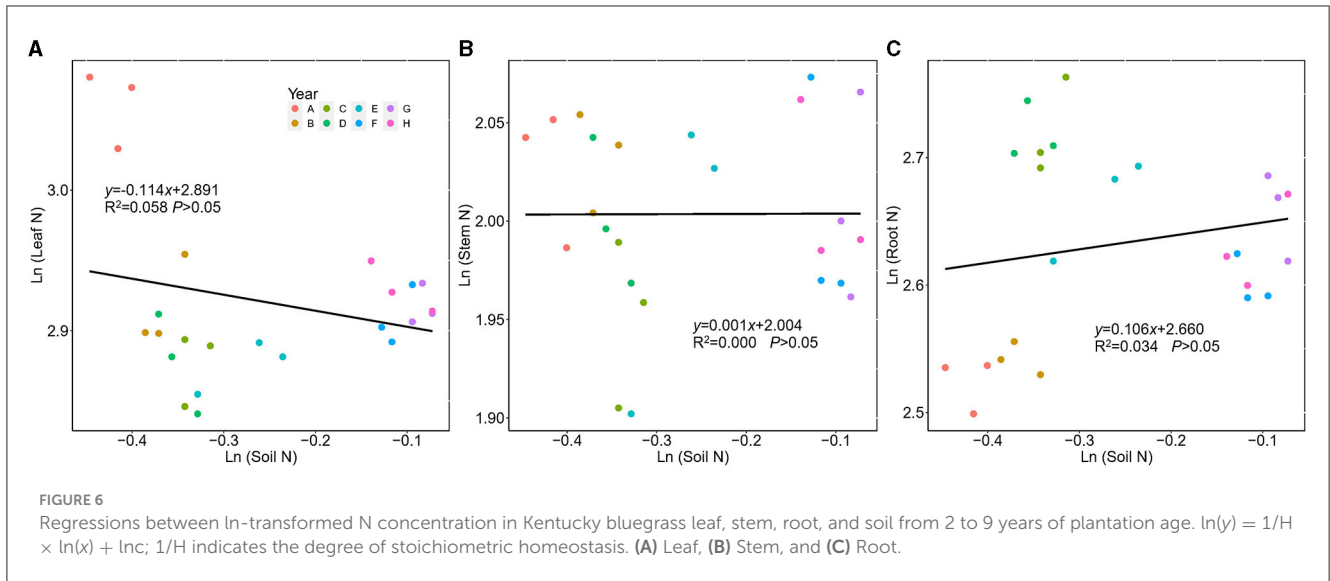 A
B
C
Year
A C E G
B D F H
y=-0.114x+2.891
R²=0.058 P>0.05
3.0
2.9
Ln (Leaf N)
−0.4 −0.3 −0.2 −0.1
Ln (Soil N)
2.05
2.00
1.95
1.90
Ln (Stem N)
y=0.001x+2.004
R²=0.000 P>0.05
−0.4 −0.3 −0.2 −0.1
Ln (Soil N)
2.7
2.6
2.5
Ln (Root N)
y=0.106x+2.660
R²=0.034 P>0.05
−0.4 −0.3 −0.2 −0.1
Ln (Soil N)
FIGURE 6
Regressions between ln-transformed N concentration in Kentucky bluegrass leaf, stem, root, and soil from 2 to 9 years of plantation age. ln(y) = 1/H
× ln(x) + lnc; 1/H indicates the degree of stoichiometric homeostasis. (A) Leaf, (B) Stem, and (C) Root.